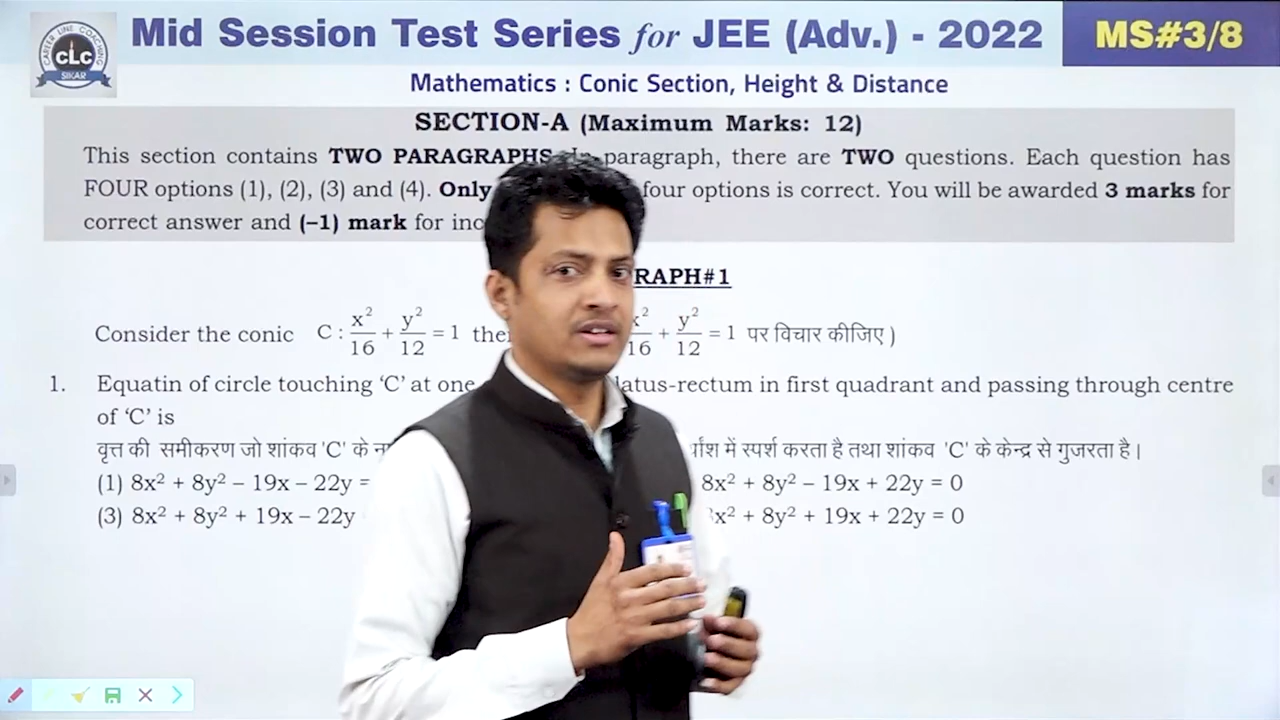 CAREER LINE COACHING
CLC
SIKAR
Mid Session Test Series for JEE (Adv.) - 2022
MS#3/8
Mathematics : Conic Section, Height & Distance
SECTION-A (Maximum Marks: 12)
This section contains TWO PARAGRAPHS paragraph, there are TWO questions. Each question has
FOUR options (1), (2), (3) and (4). Only four options is correct. You will be awarded 3 marks for
correct answer and (–1) mark for inc
RAPH#1
Consider the conic C : x²/16 + y²/12 = 1 x²/16 + y²/12 = 1 पर विचार कीजिए )
1. Equatin of circle touching ‘C’ at one latus-rectum in first quadrant and passing through centre
of ‘C’ is
वृत्त की समीकरण जो शांकव 'C' के में स्पर्श करता है तथा शांकव 'C' के केन्द्र से गुजरता है।
(1) 8x² + 8y² – 19x – 22y = 8x² + 8y² – 19x + 22y = 0
(3) 8x² + 8y² + 19x – 22y x² + 8y² + 19x + 22y = 0